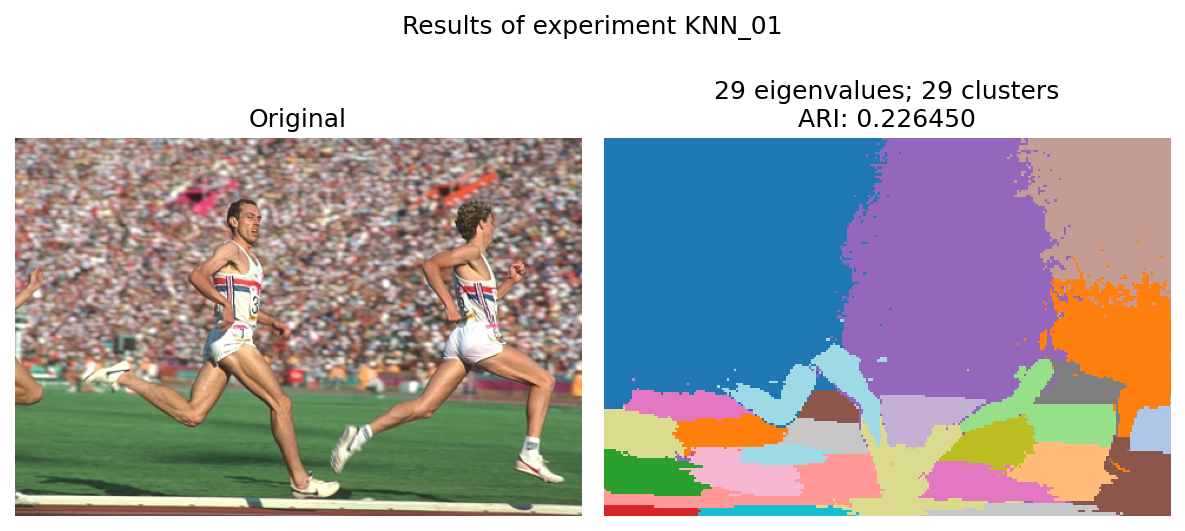 Results of experiment KNN_01
Original
29 eigenvalues; 29 clusters
ARI: 0.226450